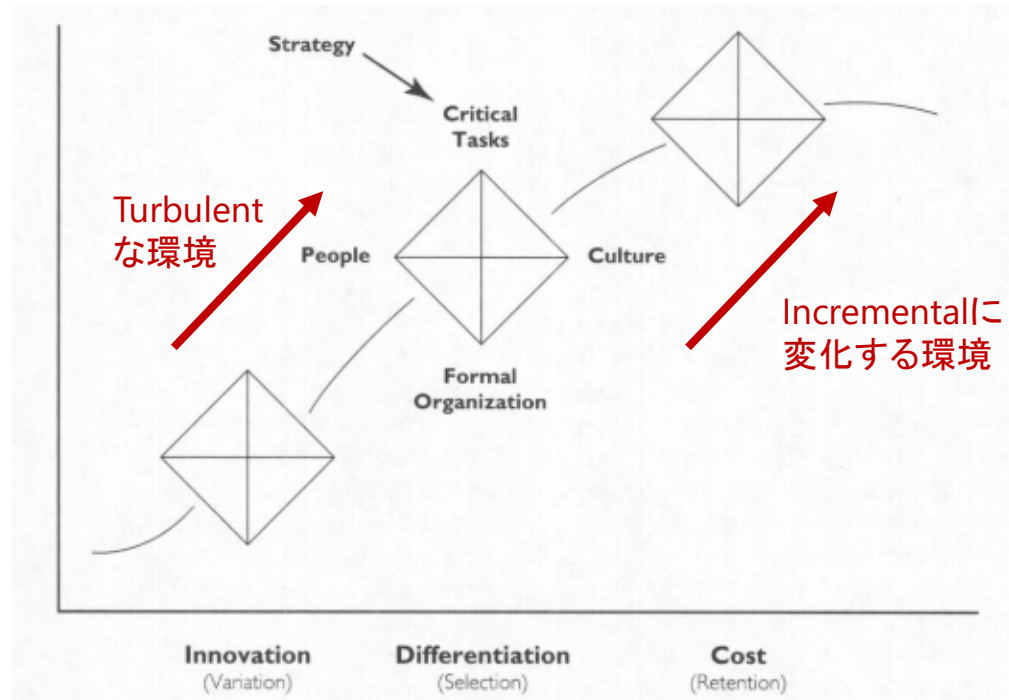 Strategy
Critical
Tasks
Turbulent
な環境
People
Culture
Incrementalに
変化する環境
Formal
Organization
Innovation
(Variation)
Differentiation
(Selection)
Cost
(Retention)